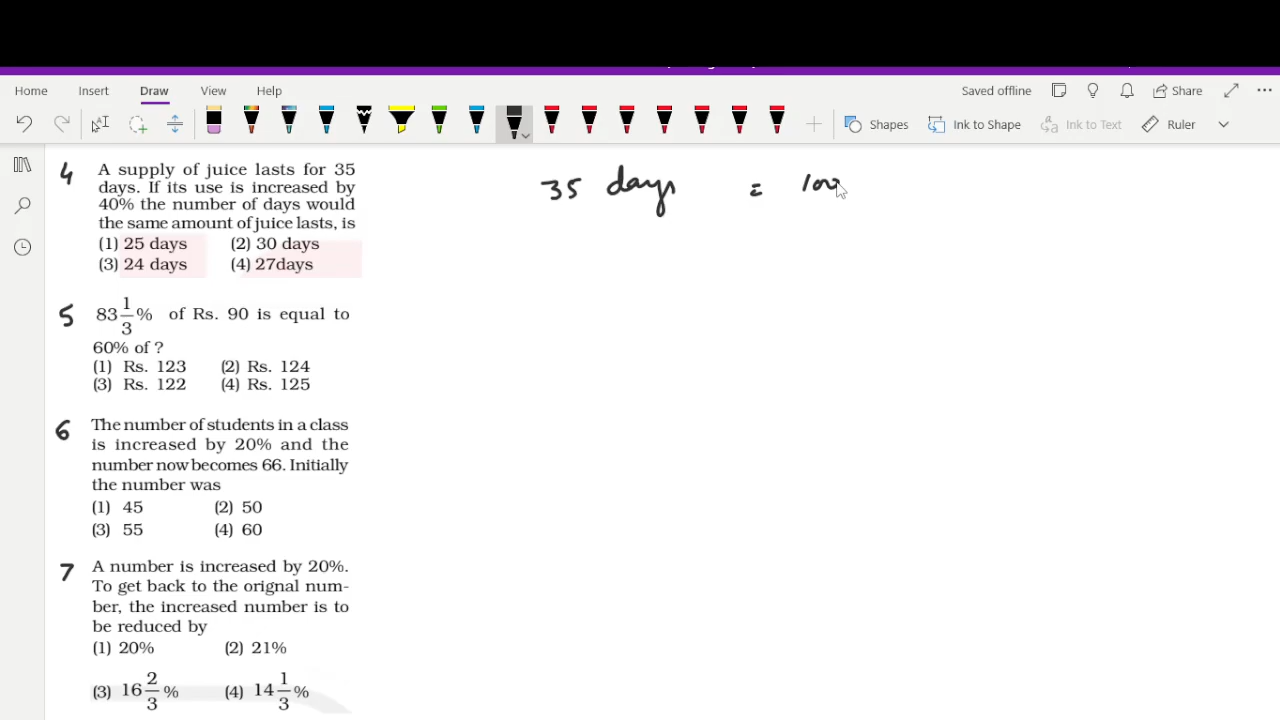 Home Insert Draw View Help Saved offline Share
Shapes Ink to Shape Ink to Text Ruler
4 A supply of juice lasts for 35
days. If its use is increased by
40% the number of days would
the same amount of juice lasts, is
(1) 25 days (2) 30 days
(3) 24 days (4) 27days
35 days = 100
5 83 1/3 % of Rs. 90 is equal to
60% of ?
(1) Rs. 123 (2) Rs. 124
(3) Rs. 122 (4) Rs. 125
6 The number of students in a class
is increased by 20% and the
number now becomes 66. Initially
the number was
(1) 45 (2) 50
(3) 55 (4) 60
7 A number is increased by 20%.
To get back to the orignal num-
ber, the increased number is to
be reduced by
(1) 20% (2) 21%
(3) 16 2/3 % (4) 14 1/3 %